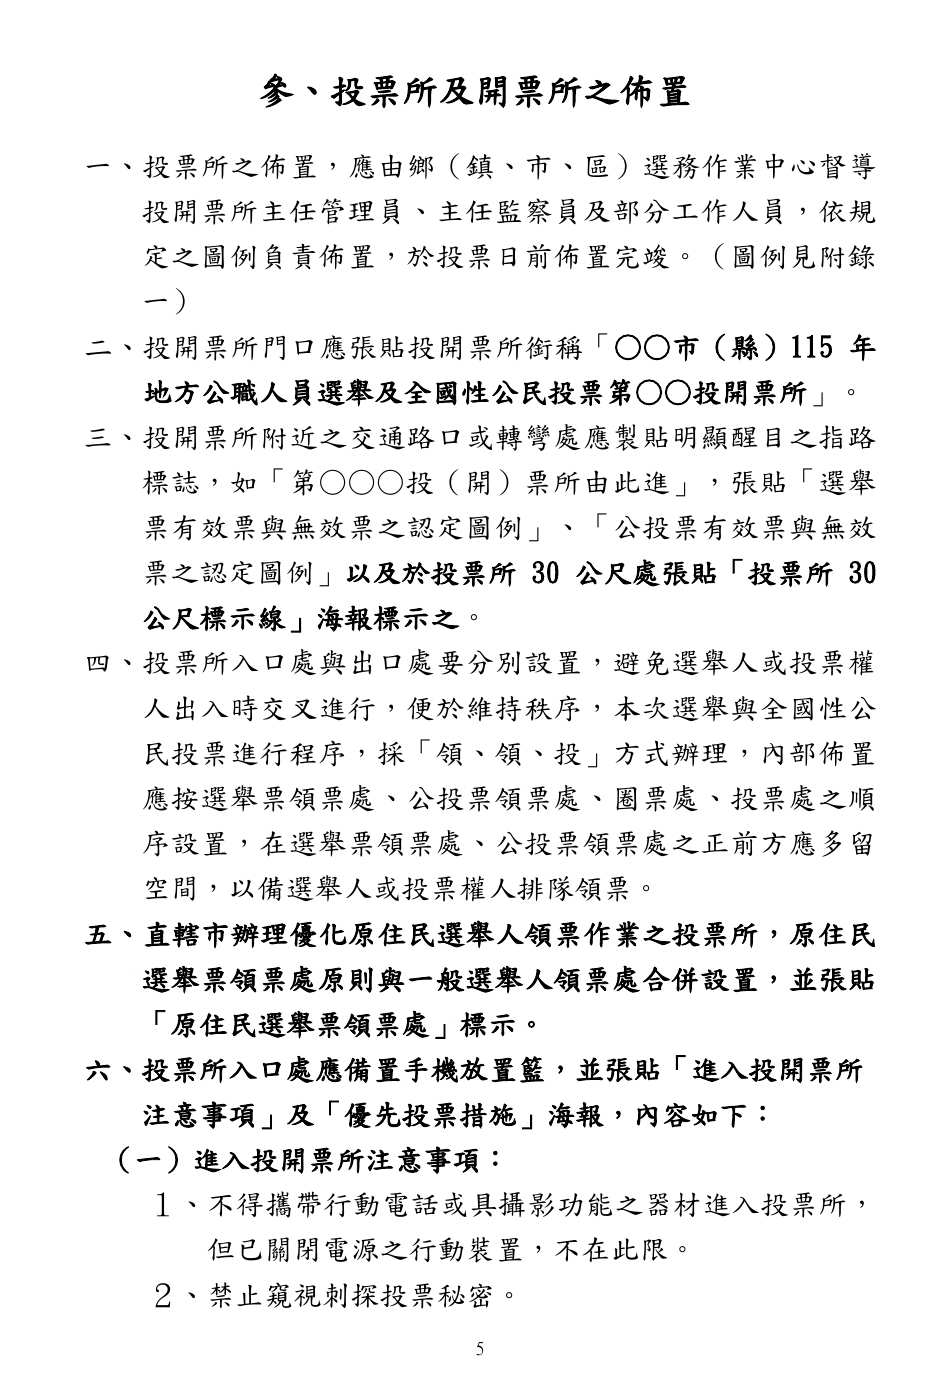 參、投票所及開票所之佈置
一、投票所之佈置，應由鄉（鎮、市、區）選務作業中心督導
投開票所主任管理員、主任監察員及部分工作人員，依規
定之圖例負責佈置，於投票日前佈置完竣。（圖例見附錄
一）
二、投開票所門口應張貼投開票所銜稱「○○市（縣）115 年
地方公職人員選舉及全國性公民投票第○○投開票所」。
三、投開票所附近之交通路口或轉彎處應製貼明顯醒目之指路
標誌，如「第○○○投（開）票所由此進」，張貼「選舉
票有效票與無效票之認定圖例」、「公投票有效票與無效
票之認定圖例」以及於投票所 30 公尺處張貼「投票所 30
公尺標示線」海報標示之。
四、投票所入口處與出口處要分別設置，避免選舉人或投票權
人出入時交叉進行，便於維持秩序，本次選舉與全國性公
民投票進行程序，採「領、領、投」方式辦理，內部佈置
應按選舉票領票處、公投票領票處、圈票處、投票處之順
序設置，在選舉票領票處、公投票領票處之正前方應多留
空間，以備選舉人或投票權人排隊領票。
五、直轄市辦理優化原住民選舉人領票作業之投票所，原住民
選舉票領票處原則與一般選舉人領票處合併設置，並張貼
「原住民選舉票領票處」標示。
六、投票所入口處應備置手機放置籃，並張貼「進入投開票所
注意事項」及「優先投票措施」海報，內容如下：
（一）進入投開票所注意事項：
１、不得攜帶行動電話或具攝影功能之器材進入投票所，
但已關閉電源之行動裝置，不在此限。
２、禁止窺視刺探投票秘密。
5